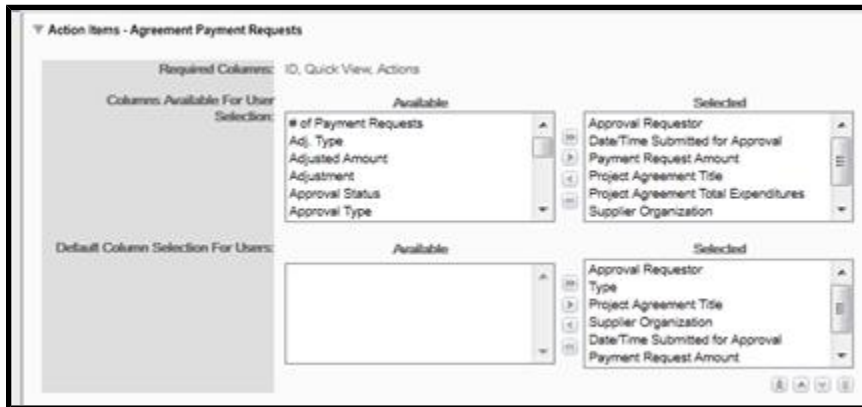 Action Items - Agreement Payment Requests
Required Columns: ID, Quick View, Actions
Columns Available For User Selection:
Available
# of Payment Requests
Adj. Type
Adjusted Amount
Adjustment
Approval Status
Approval Type
Selected
Approval Requestor
Date/Time Submitted for Approval
Payment Request Amount
Project Agreement Title
Project Agreement Total Expenditures
Supplier Organization
Default Column Selection For Users:
Available
Selected
Approval Requestor
Type
Project Agreement Title
Supplier Organization
Date/Time Submitted for Approval
Payment Request Amount